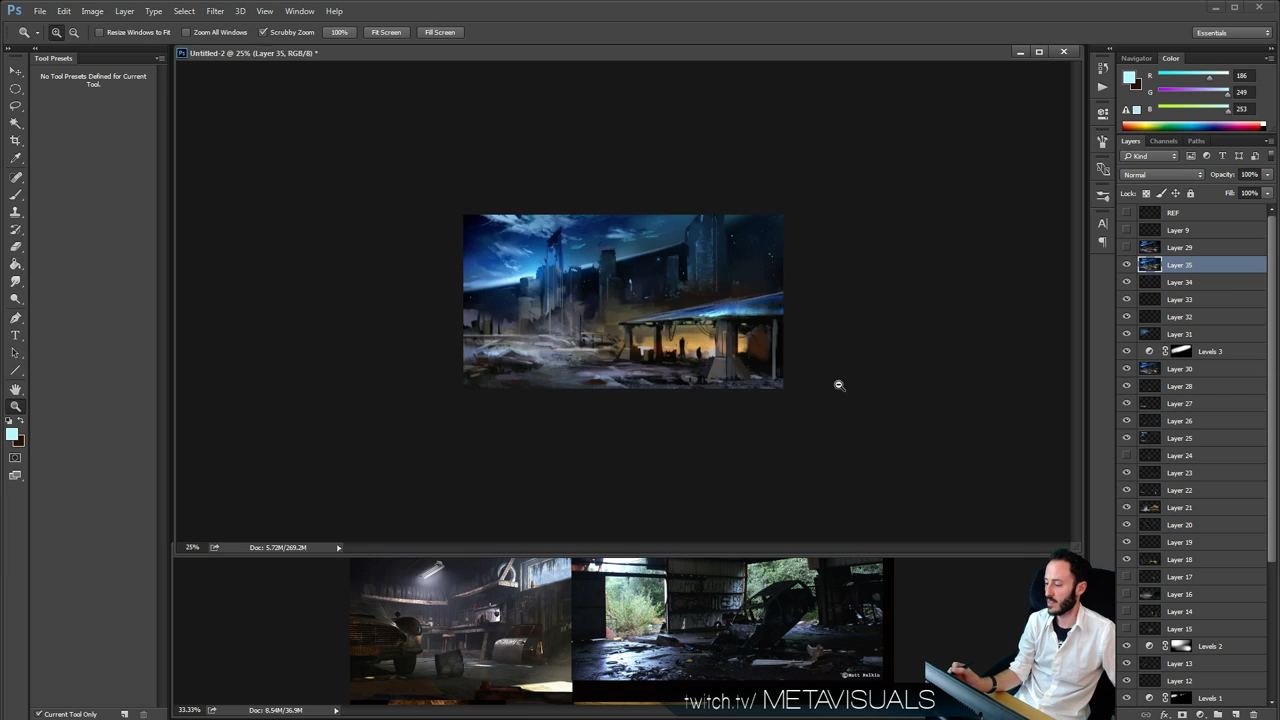 Ps File Edit Image Layer Type Select Filter 3D View Window Help
Resize Windows to Fit Zoom All Windows Scrubby Zoom 100% Fit Screen Fill Screen Essentials
Tool Presets
No Tool Presets Defined for Current
Tool.
Untitled-2 @ 25% (Layer 35, RGB/8) *
Navigator Color
R 186
G 249
B 253
Layers Channels Paths
Kind
Normal Opacity: 100%
Lock: Fill: 100%
REF
Layer 9
Layer 29
Layer 35
Layer 34
Layer 33
Layer 32
Layer 31
Levels 3
Layer 30
Layer 28
Layer 27
Layer 26
Layer 25
Layer 24
Layer 23
Layer 22
Layer 21
Layer 20
Layer 19
Layer 18
Layer 17
Layer 16
Layer 14
Layer 15
Levels 2
Layer 13
Layer 12
Levels 1
25% Doc: 5.72M/269.2M
©Matt Walkin
twitch.tv/ METAVISUALS
33.33% Doc: 8.54M/36.9M
Current Tool Only